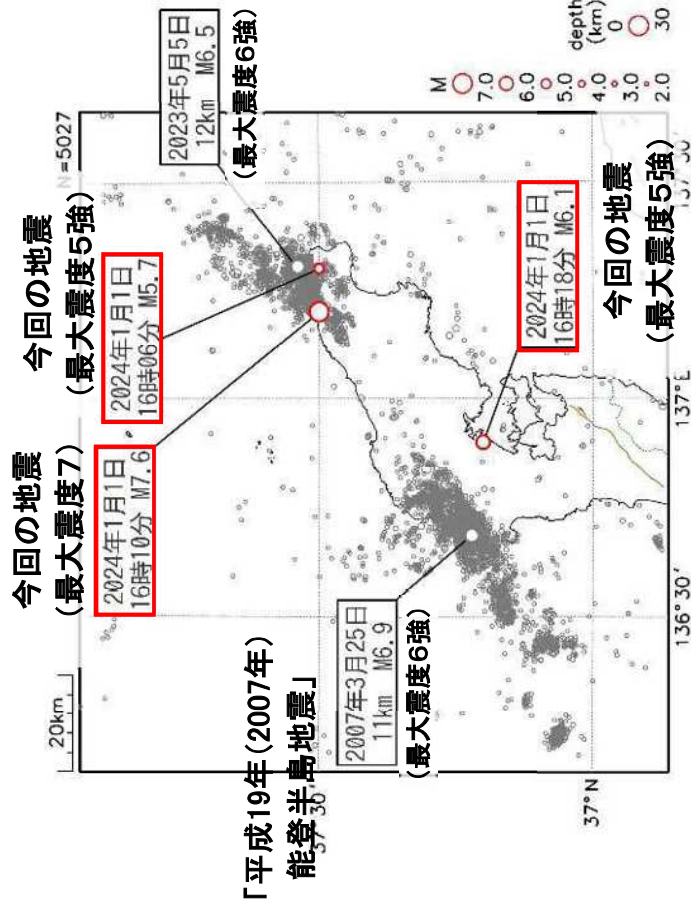 今回の地震
（最大震度7）
2024年1月1日
16時10分 M7.6
今回の地震
（最大震度5強）
2024年1月1日
16時06分 M5.7
2023年5月5日
12km M6.5
（最大震度6強）
20km
N=5027
「平成19年（2007年）
能登半島地震」
2007年3月25日
11km M6.9
（最大震度6強）
2024年1月1日
16時18分 M6.1
今回の地震
（最大震度5強）
37°30'
37°N
136°30'
137°E
137°30'
M
7.0
6.0
5.0
4.0
3.0
2.0
depth
(km)
0
30